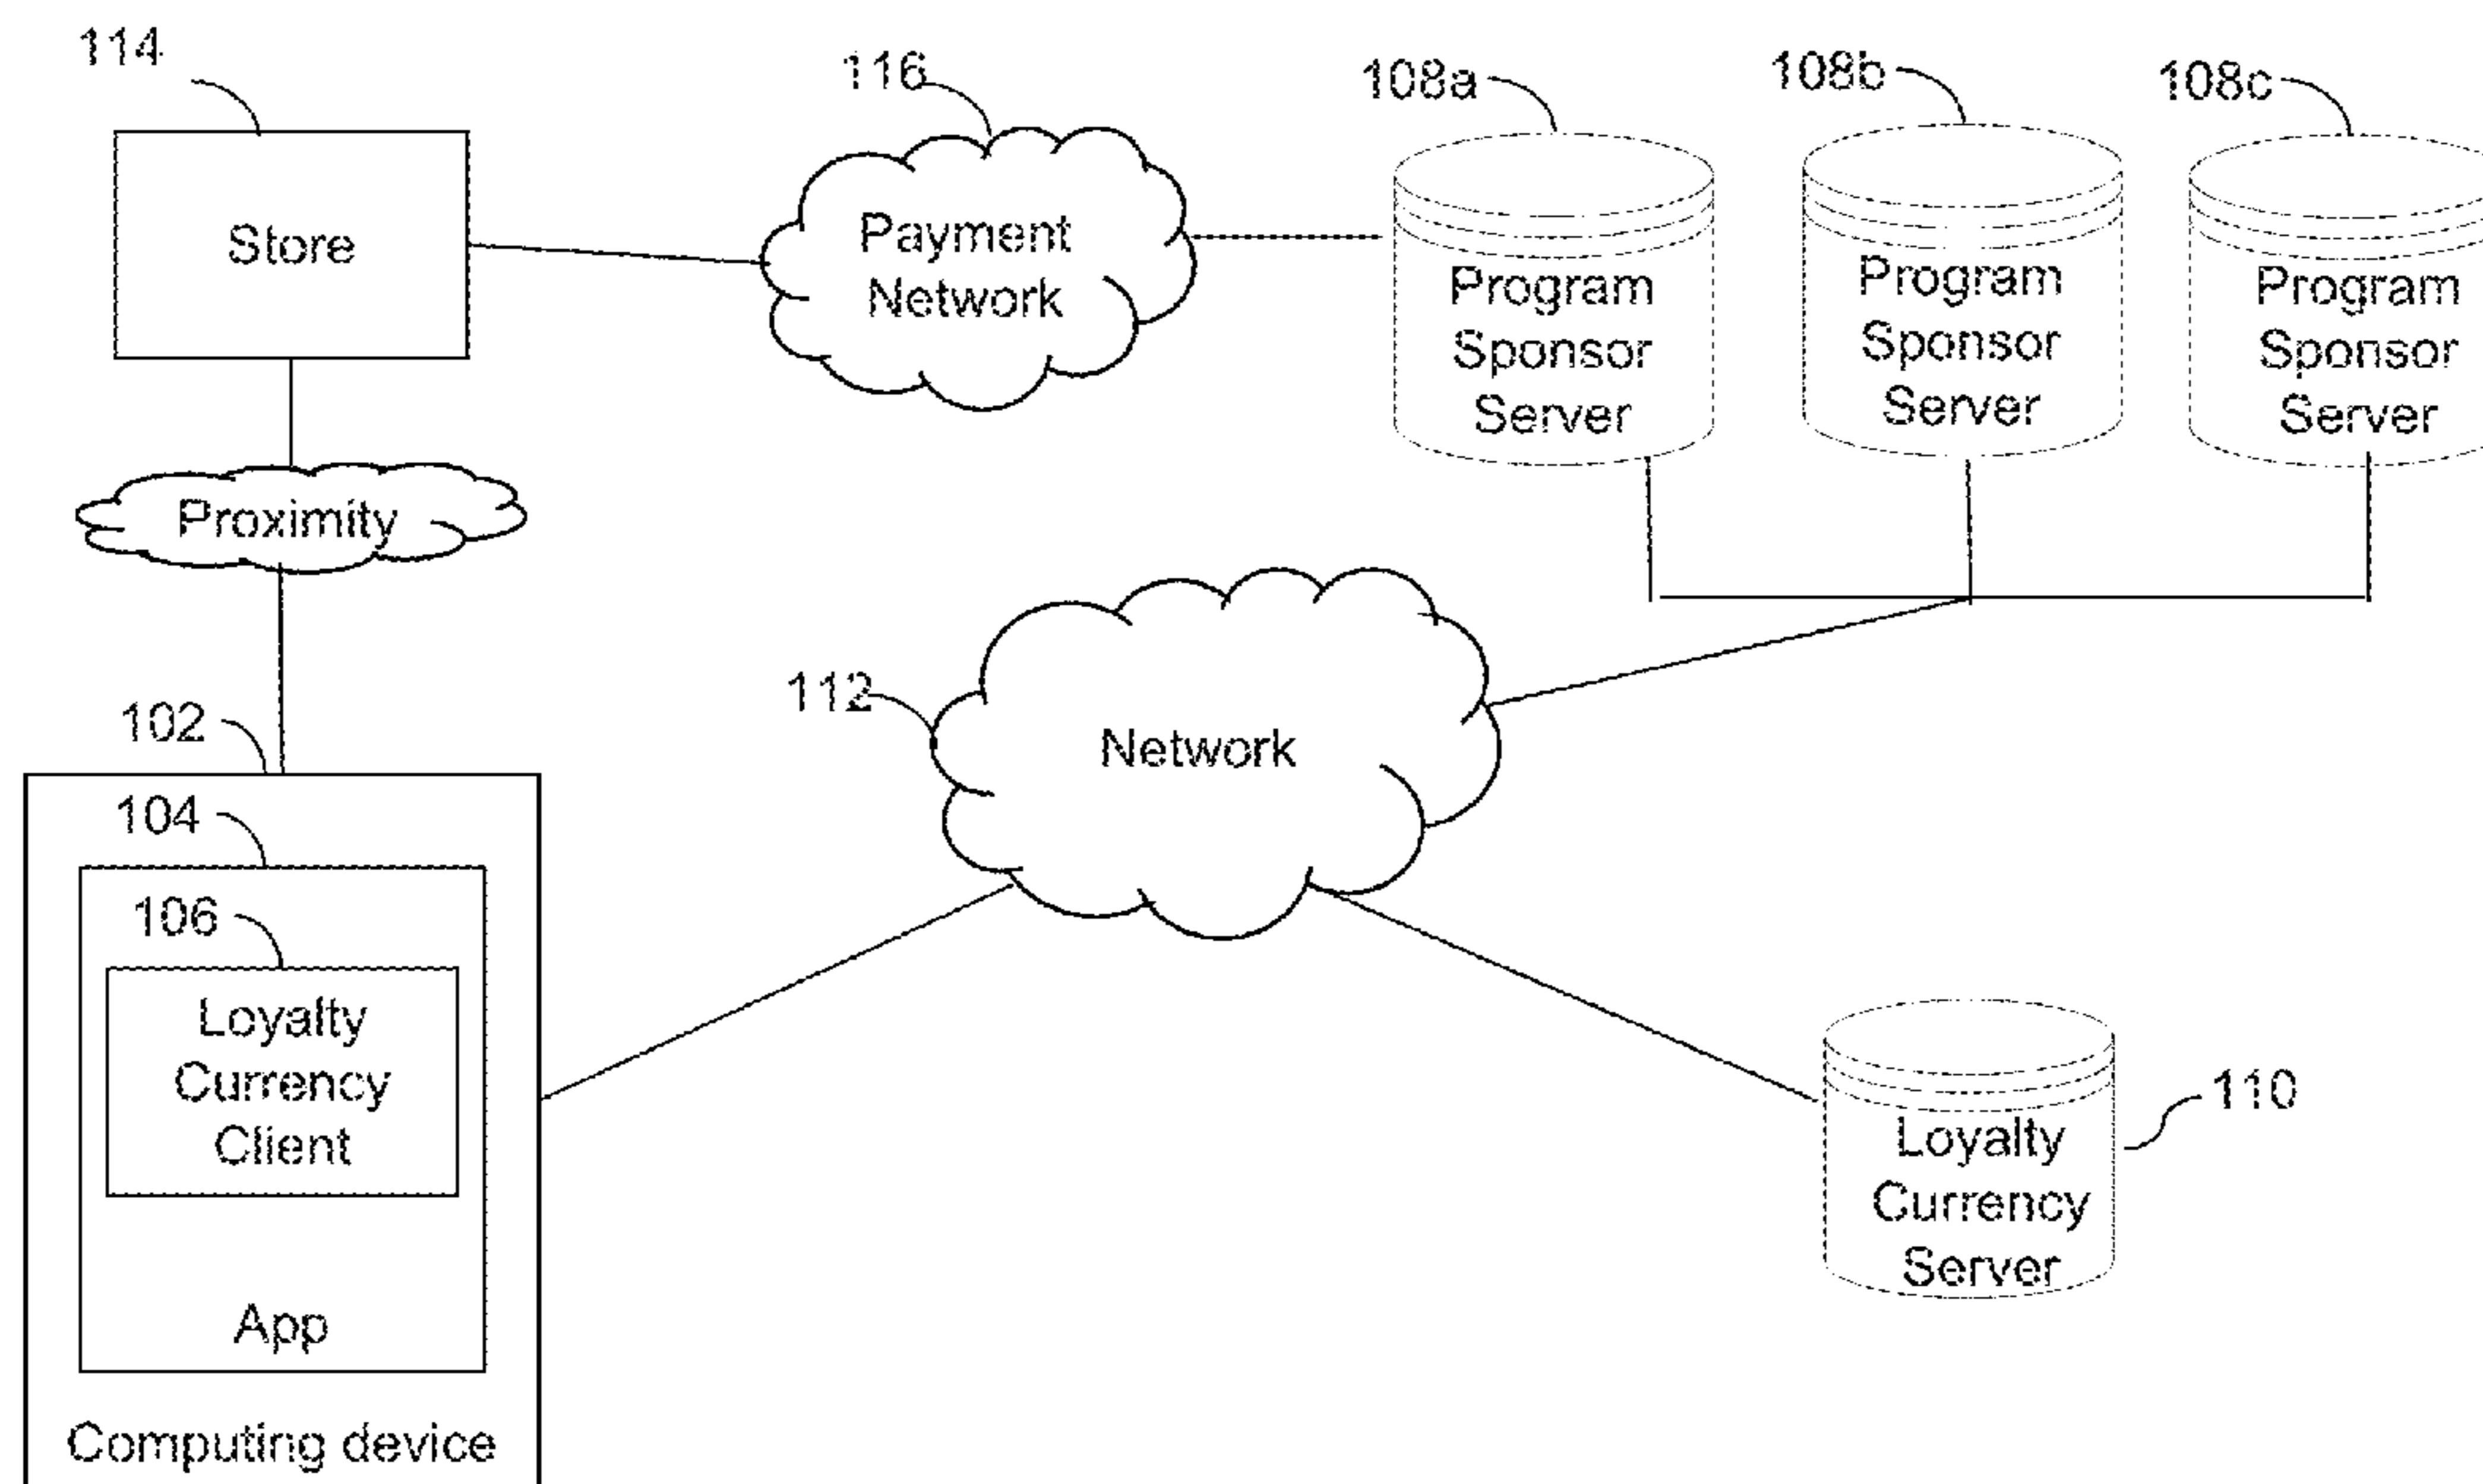 114
116
108a
108b
108c
Store
Payment
Network
Program
Sponsor
Server
Program
Sponsor
Server
Program
Sponsor
Server
Proximity
112
Network
102
104
106
Loyalty
Currency
Client
App
Computing device
110
Loyalty
Currency
Server